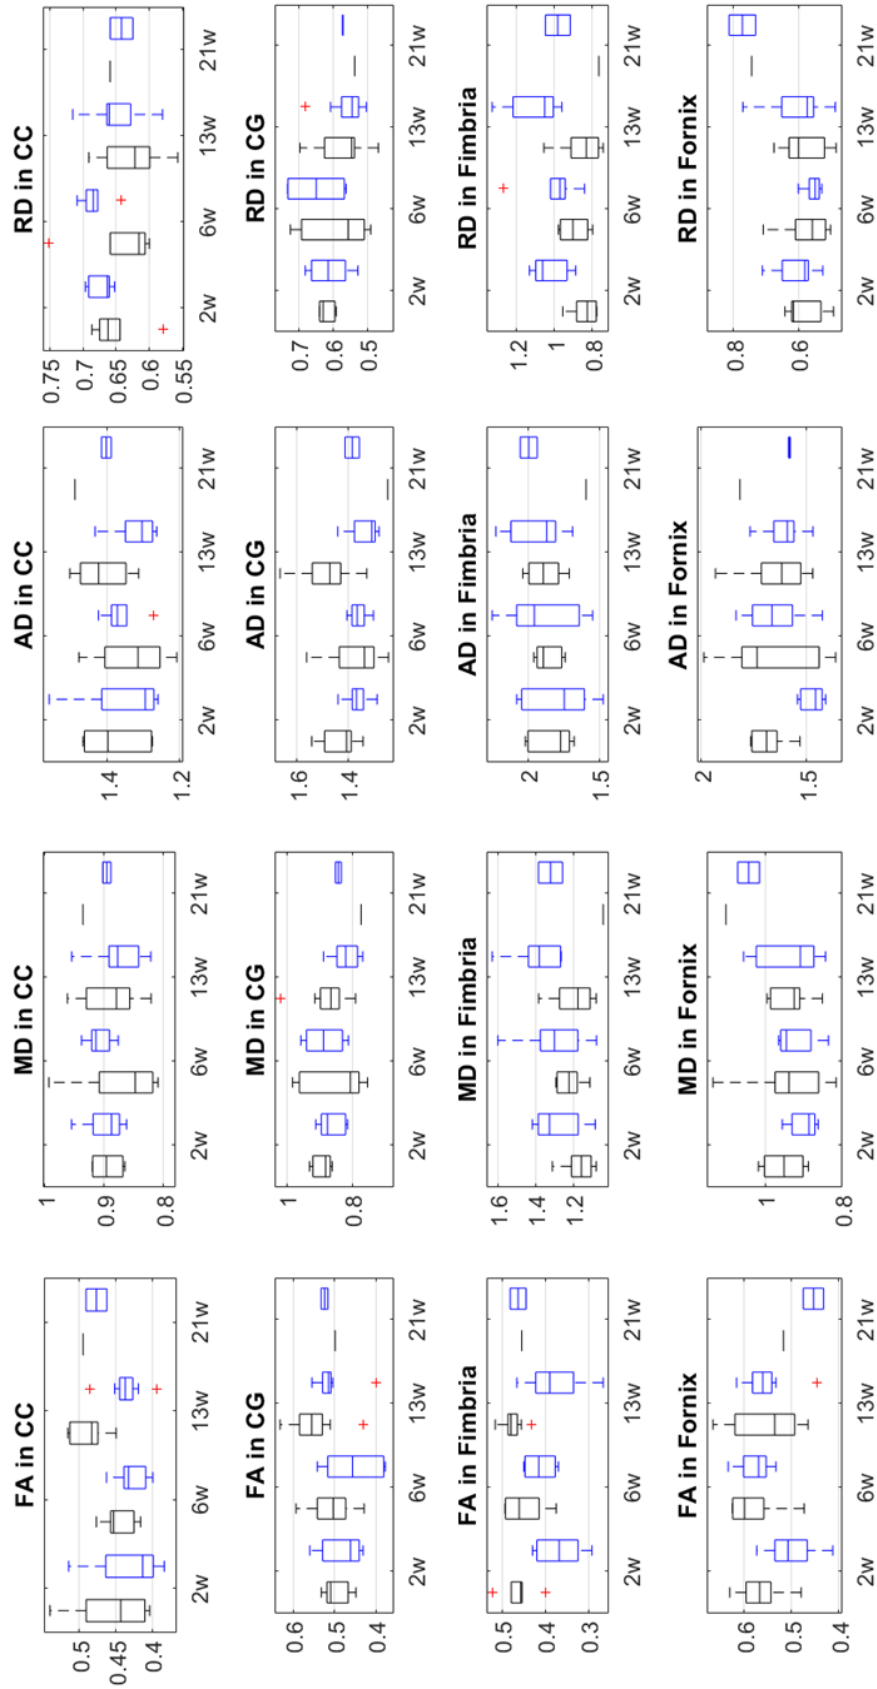 FA in CC
0.5
0.45
0.4
2w 6w 13w 21w
MD in CC
1
0.9
0.8
2w 6w 13w 21w
AD in CC
1.4
1.2
2w 6w 13w 21w
RD in CC
0.75
0.7
0.65
0.6
0.55
2w 6w 13w 21w
FA in CG
0.6
0.5
0.4
2w 6w 13w 21w
MD in CG
1
0.8
2w 6w 13w 21w
AD in CG
1.6
1.4
2w 6w 13w 21w
RD in CG
0.7
0.6
0.5
2w 6w 13w 21w
FA in Fimbria
0.5
0.4
0.3
2w 6w 13w 21w
MD in Fimbria
1.6
1.4
1.2
2w 6w 13w 21w
AD in Fimbria
2
1.5
2w 6w 13w 21w
RD in Fimbria
1.2
1
0.8
2w 6w 13w 21w
FA in Fornix
0.6
0.5
0.4
2w 6w 13w 21w
MD in Fornix
1
0.8
2w 6w 13w 21w
AD in Fornix
2
1.5
2w 6w 13w 21w
RD in Fornix
0.8
0.6
2w 6w 13w 21w